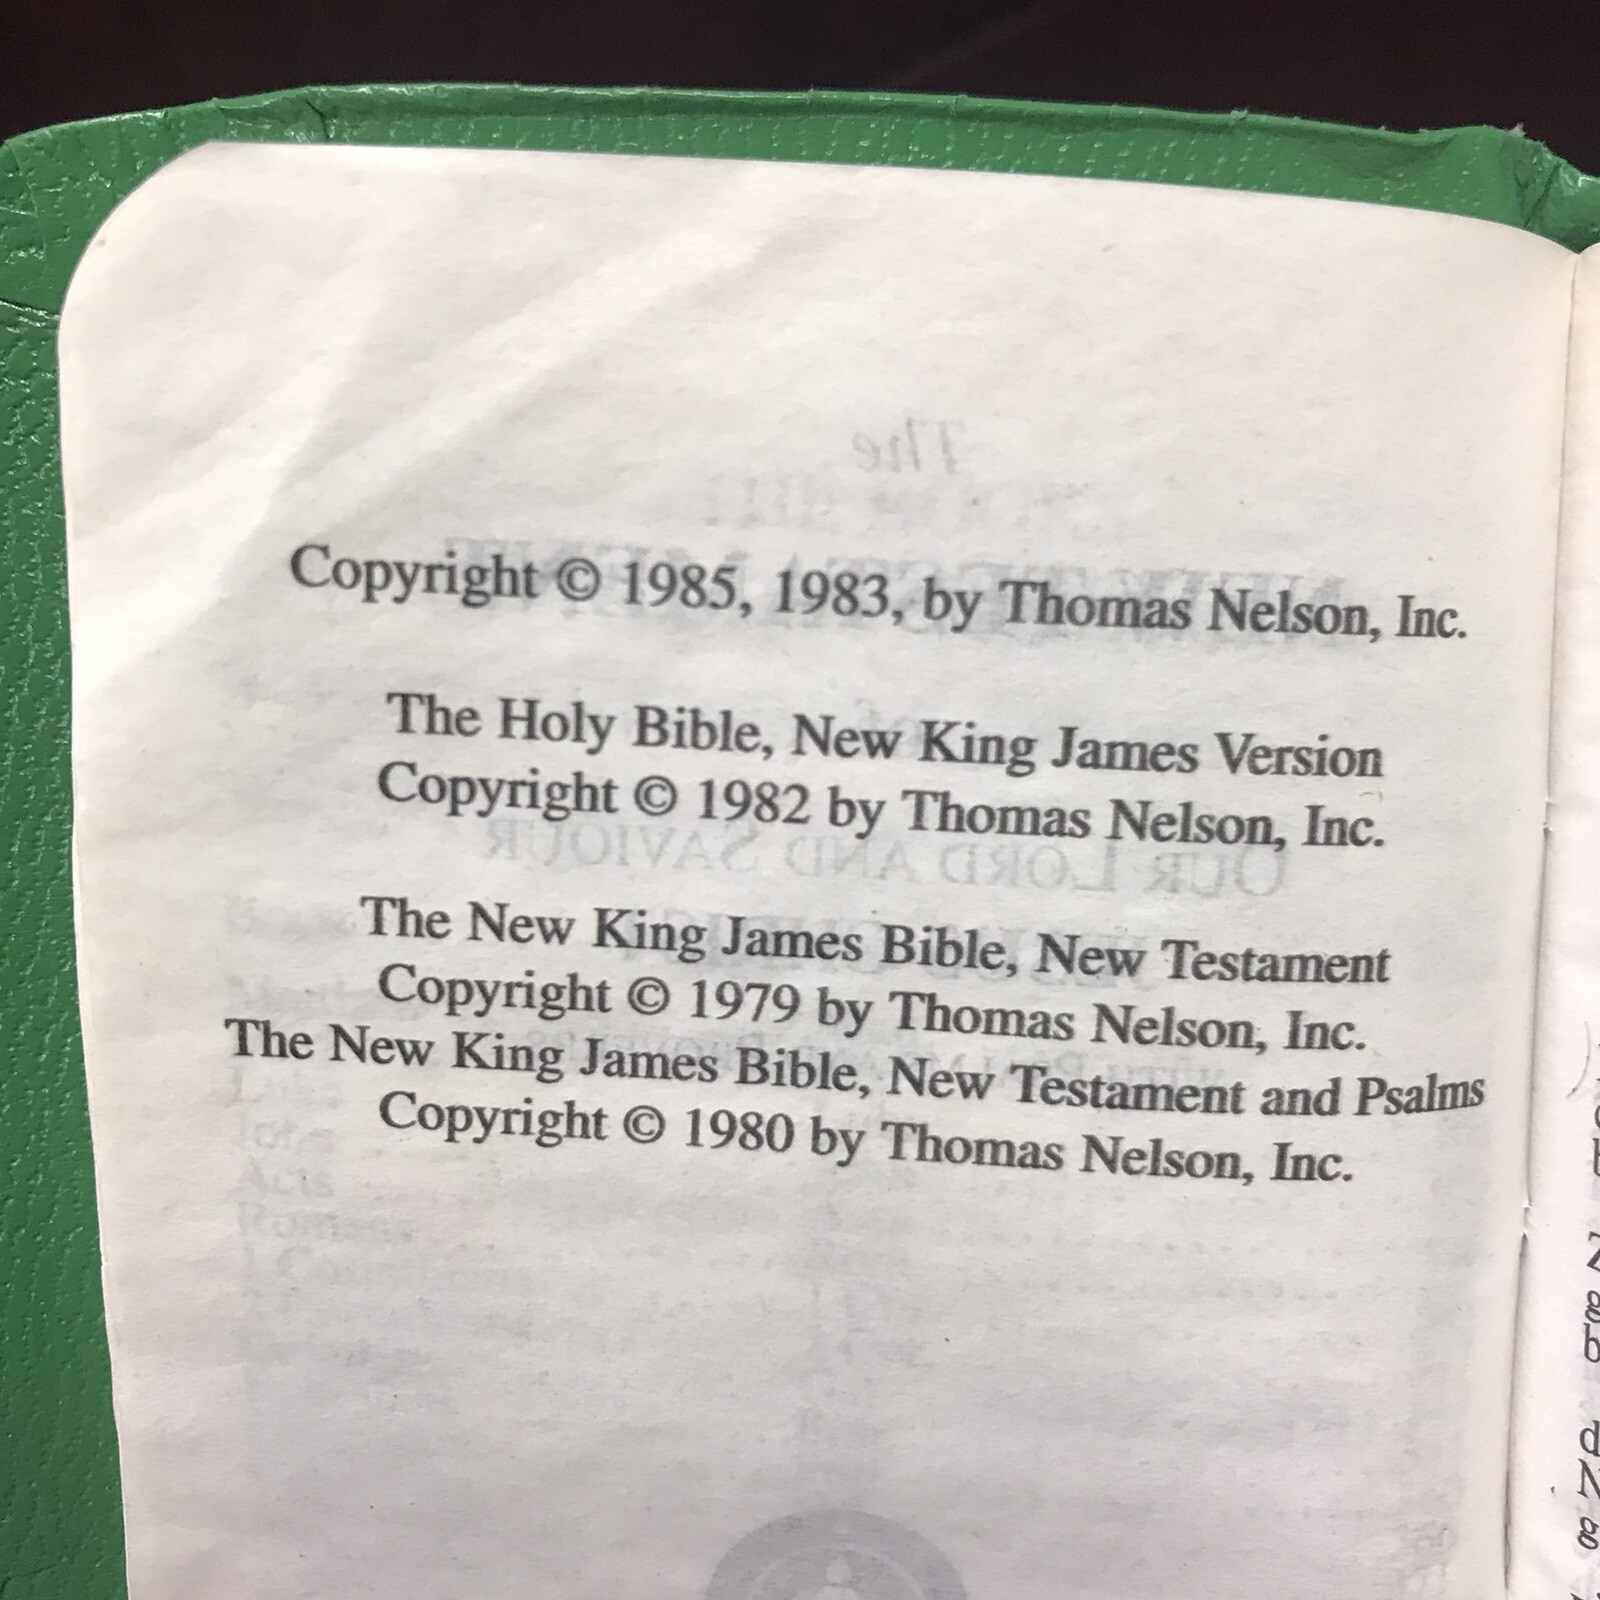 Copyright © 1985, 1983, by Thomas Nelson, Inc.
The Holy Bible, New King James Version
Copyright © 1982 by Thomas Nelson, Inc.
The New King James Bible, New Testament
Copyright © 1979 by Thomas Nelson, Inc.
The New King James Bible, New Testament and Psalms
Copyright © 1980 by Thomas Nelson, Inc.